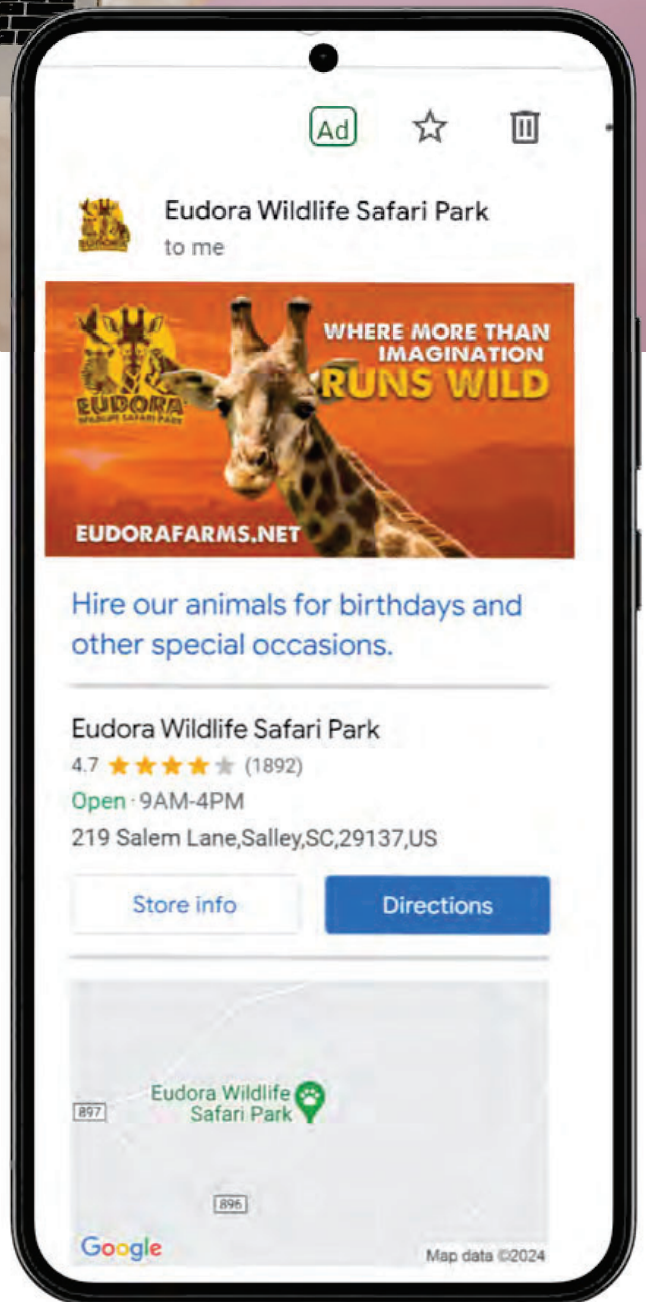 Ad
Eudora Wildlife Safari Park
to me
EUDORA
WILDLIFE SAFARI PARK
WHERE MORE THAN
IMAGINATION
RUNS WILD
EUDORAFARMS.NET
Hire our animals for birthdays and
other special occasions.
Eudora Wildlife Safari Park
4.7 (1892)
Open · 9AM-4PM
219 Salem Lane,Salley,SC,29137,US
Store info
Directions
Eudora Wildlife
Safari Park
897
896
Google
Map data ©2024